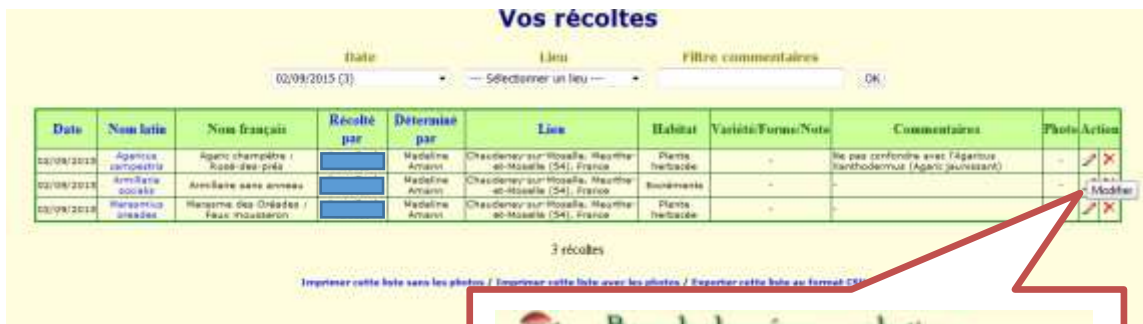 Vos récoltes
Date Lieu Filtre commentaires
02/09/2015 (3) --- Sélectionner un lieu --- OK
Date Nom latin Nom français Récolté par Déterminé par Lieu Habitat Variété/Forme/Note Commentaires Photo Action
02/09/2015 Agaricus campestris Agaric champêtre / Rosé-des-prés Madeline Amann Chaudeney-sur-Moselle, Meurthe-et-Moselle (54), France Plante herbacée - Ne pas confondre avec l'Agaricus Xanthodermus (Agaric jaunissant) -
02/09/2015 Armillaria socialis Armillaire sans anneau Madeline Amann Chaudeney-sur-Moselle, Meurthe-et-Moselle (54), France - - - Modifier
02/09/2015 Marasmius oreades Marasme des Oréades / Faux mousseron Madeline Amann Chaudeney-sur-Moselle, Meurthe-et-Moselle (54), France Plante herbacée - -
3 récoltes
Imprimer cette liste sans les photos / Imprimer cette liste avec les photos / Exporter cette liste au format